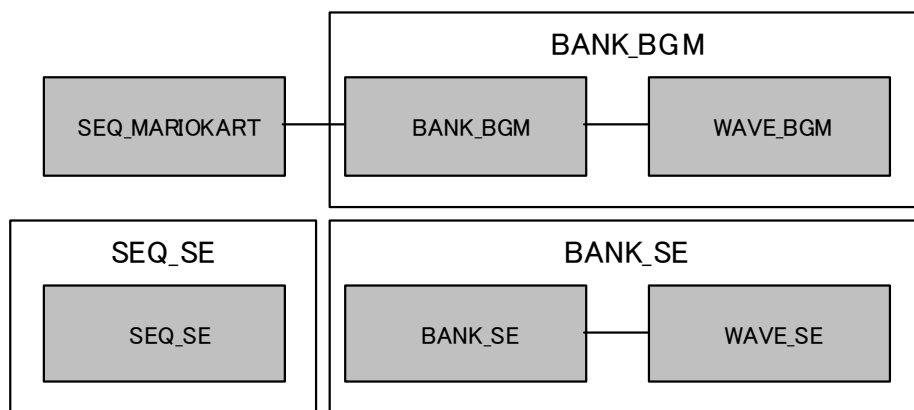 BANK_BGM
SEQ_MARIOKART
BANK_BGM
WAVE_BGM
SEQ_SE
BANK_SE
SEQ_SE
BANK_SE
WAVE_SE